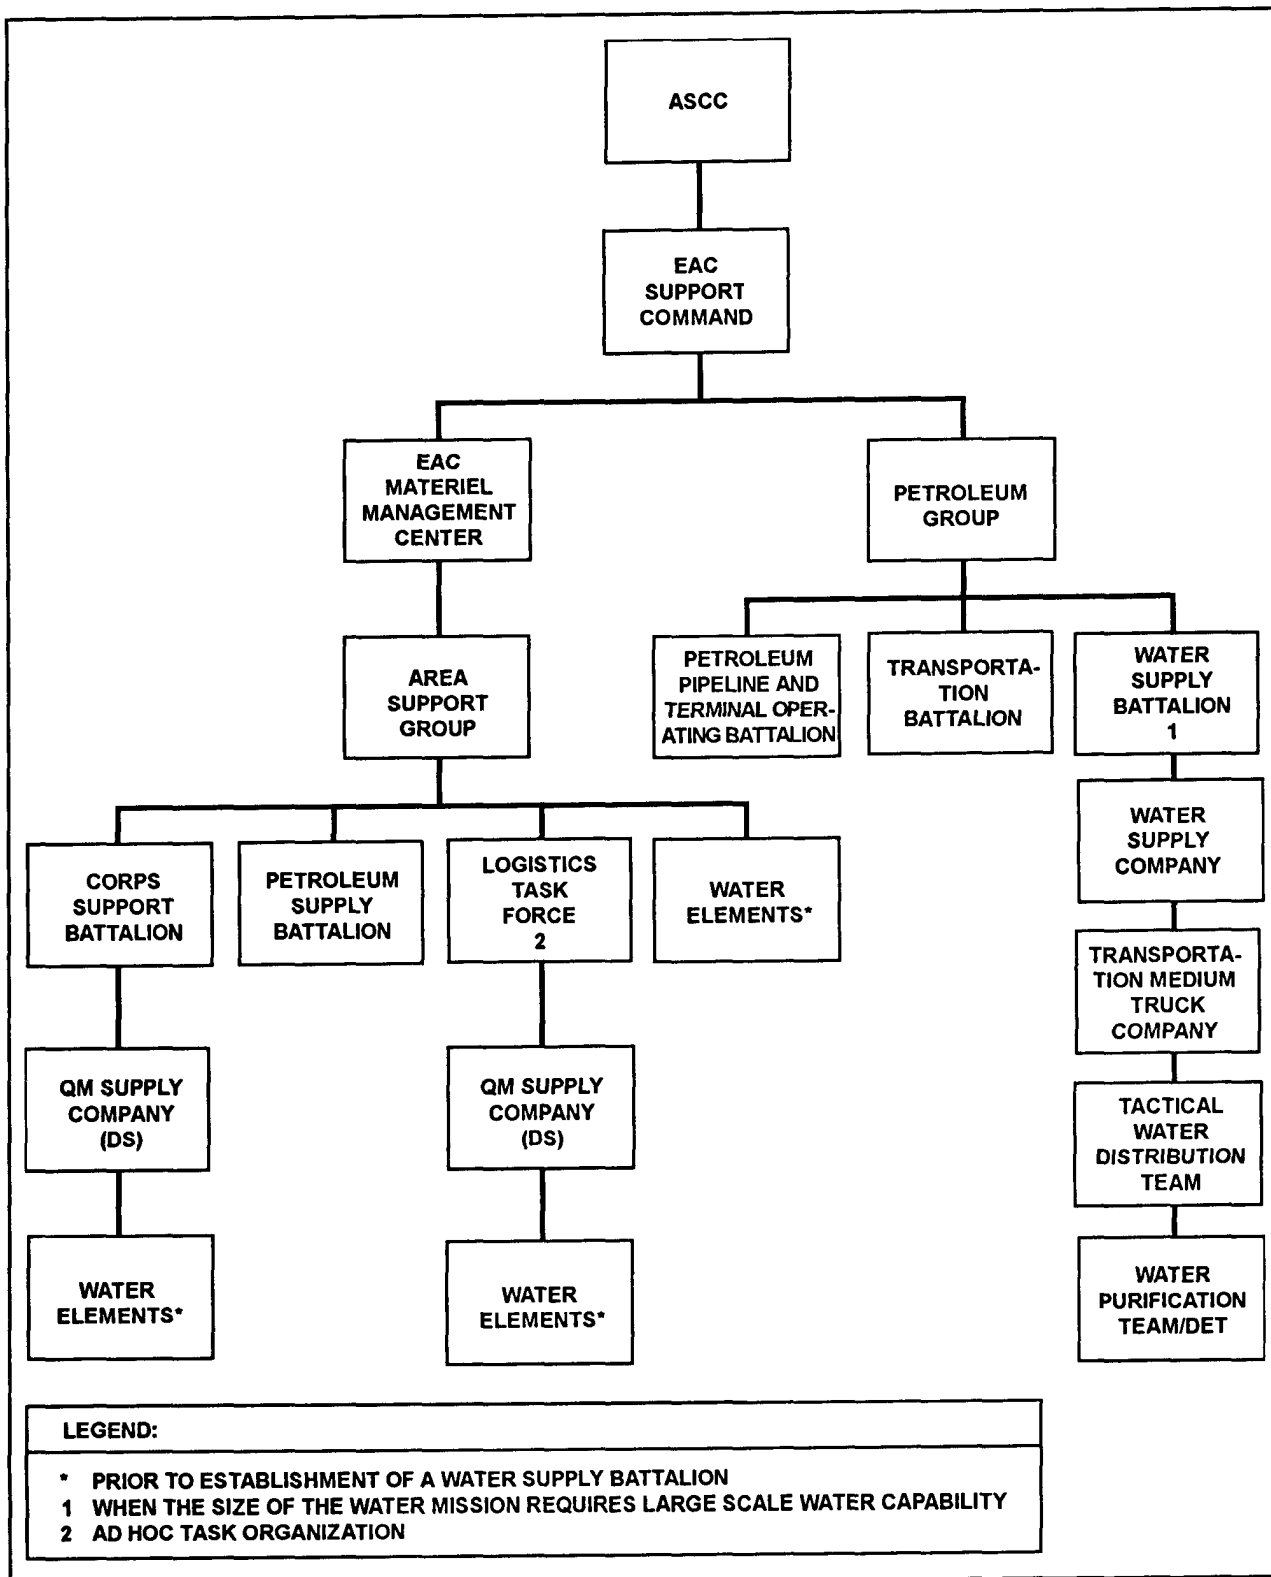 ASCC
EAC
SUPPORT
COMMAND
EAC
MATERIEL
MANAGEMENT
CENTER
PETROLEUM
GROUP
AREA
SUPPORT
GROUP
PETROLEUM
PIPELINE AND
TERMINAL OPER-
ATING BATTALION
TRANSPORTA-
TION
BATTALION
WATER
SUPPLY
BATTALION
1
CORPS
SUPPORT
BATTALION
PETROLEUM
SUPPLY
BATTALION
LOGISTICS
TASK
FORCE
2
WATER
ELEMENTS*
WATER
SUPPLY
COMPANY
TRANSPORTA-
TION MEDIUM
TRUCK
COMPANY
QM SUPPLY
COMPANY
(DS)
QM SUPPLY
COMPANY
(DS)
TACTICAL
WATER
DISTRIBUTION
TEAM
WATER
ELEMENTS*
WATER
ELEMENTS*
WATER
PURIFICATION
TEAM/DET
LEGEND:
* PRIOR TO ESTABLISHMENT OF A WATER SUPPLY BATTALION
1 WHEN THE SIZE OF THE WATER MISSION REQUIRES LARGE SCALE WATER CAPABILITY
2 AD HOC TASK ORGANIZATION